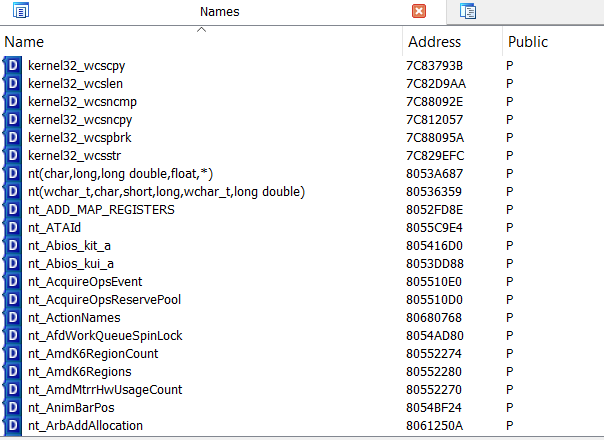 Names
Name Address Public
D kernel32_wcscpy 7C83793B P
D kernel32_wcslen 7C82D9AA P
D kernel32_wcsncmp 7C88092E P
D kernel32_wcsncpy 7C812057 P
D kernel32_wcspbrk 7C88095A P
D kernel32_wcsstr 7C829EFC P
D nt(char,long,long double,float,*) 8053A687 P
D nt(wchar_t,char,short,long,wchar_t,long double) 80536359 P
D nt_ADD_MAP_REGISTERS 8052FD8E P
D nt_ATAId 8055C9E4 P
D nt_Abios_kit_a 805416D0 P
D nt_Abios_kui_a 8053DD88 P
D nt_AcquireOpsEvent 805510E0 P
D nt_AcquireOpsReservePool 805510D0 P
D nt_ActionNames 80680768 P
D nt_AfdWorkQueueSpinLock 8054AD80 P
D nt_AmdK6RegionCount 80552274 P
D nt_AmdK6Regions 80552280 P
D nt_AmdMtrrHwUsageCount 80552270 P
D nt_AnimBarPos 8054BF24 P
D nt_ArbAddAllocation 8061250A P